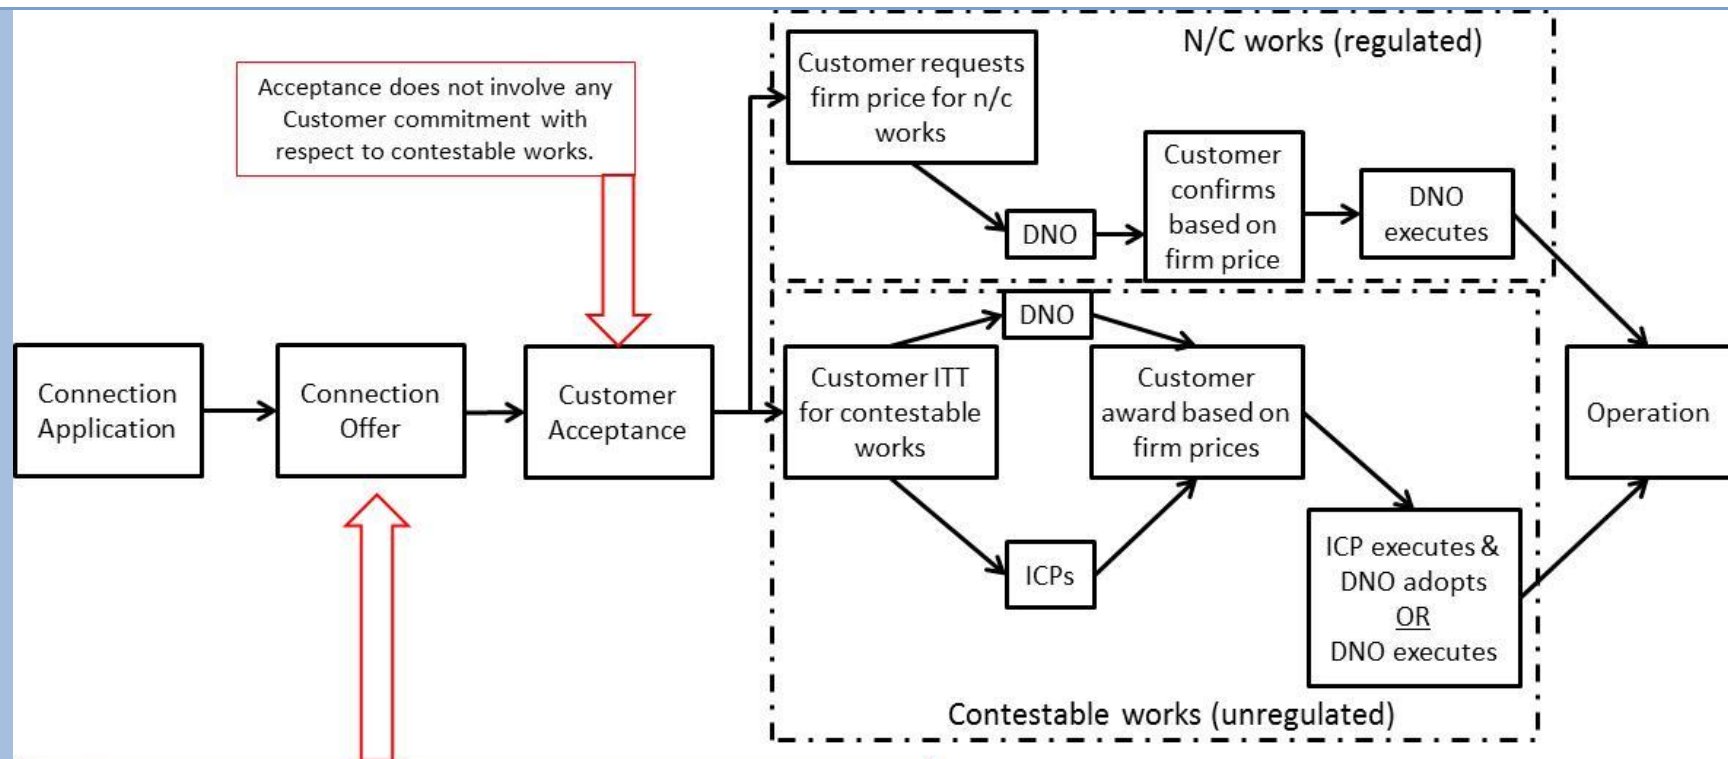 N/C works (regulated)
Customer requests
firm price for n/c
works
Acceptance does not involve any
Customer commitment with
respect to contestable works.
Customer
confirms
based on
firm price
DNO
executes
DNO
DNO
Connection
Application
Connection
Offer
Customer
Acceptance
Customer ITT
for contestable
works
Customer
award based on
firm prices
Operation
ICPs
ICP executes &
DNO adopts
OR
DNO executes
Contestable works (unregulated)